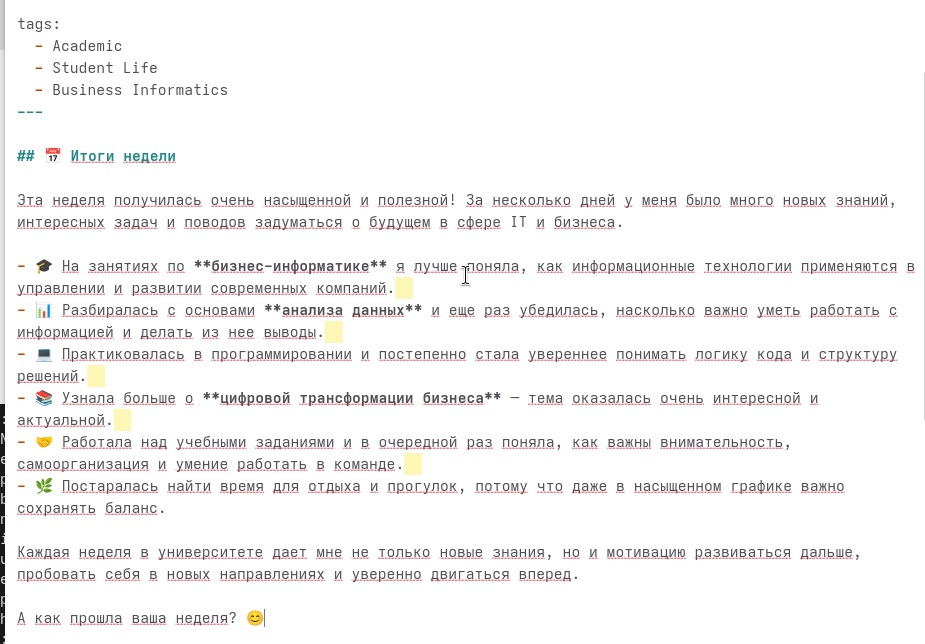 tags:
- Academic
- Student Life
- Business Informatics
---
## 📅 Итоги недели
Эта неделя получилась очень насыщенной и полезной! За несколько дней у меня было много новых знаний,
интересных задач и поводов задуматься о будущем в сфере IT и бизнеса.
- 🎓 На занятиях по **бизнес-информатике** я лучше поняла, как информационные технологии применяются в
управлении и развитии современных компаний.
- 📊 Разбиралась с основами **анализа данных** и еще раз убедилась, насколько важно уметь работать с
информацией и делать из нее выводы.
- 💻 Практиковалась в программировании и постепенно стала увереннее понимать логику кода и структуру
решений.
- 📚 Узнала больше о **цифровой трансформации бизнеса** — тема оказалась очень интересной и
актуальной.
- 🤝 Работала над учебными заданиями и в очередной раз поняла, как важны внимательность,
самоорганизация и умение работать в команде.
- 🌿 Постаралась найти время для отдыха и прогулок, потому что даже в насыщенном графике важно
сохранять баланс.
Каждая неделя в университете дает мне не только новые знания, но и мотивацию развиваться дальше,
пробовать себя в новых направлениях и уверенно двигаться вперед.
А как прошла ваша неделя? 😊